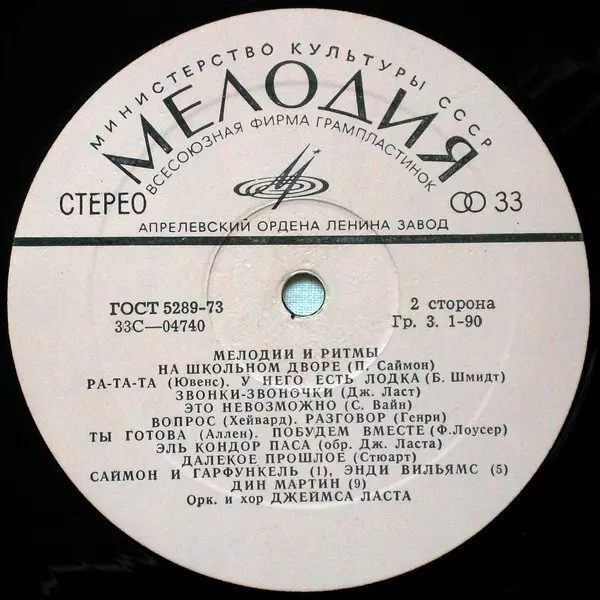 МИНИСТЕРСТВО КУЛЬТУРЫ СССР
МЕЛОДИЯ
ВСЕСОЮЗНАЯ ФИРМА ГРАМПЛАСТИНОК
СТЕРЕО 33
АПРЕЛЕВСКИЙ ОРДЕНА ЛЕНИНА ЗАВОД
ГОСТ 5289-73 2 сторона
33С—04740 Гр. 3. 1-90
МЕЛОДИИ И РИТМЫ
НА ШКОЛЬНОМ ДВОРЕ (П. Саймон)
РА-ТА-ТА (Ювенс). У НЕГО ЕСТЬ ЛОДКА (Б. Шмидт)
ЗВОНКИ-ЗВОНОЧКИ (Дж. Ласт)
ЭТО НЕВОЗМОЖНО (С. Вайн)
ВОПРОС (Хейвард). РАЗГОВОР (Генри)
ТЫ ГОТОВА (Аллен). ПОБУДЕМ ВМЕСТЕ (Ф.Лоусер)
ЭЛЬ КОНДОР ПАСА (обр. Дж. Ласта)
ДАЛЕКОЕ ПРОШЛОЕ (Стюарт)
САЙМОН И ГАРФУНКЕЛЬ (1), ЭНДИ ВИЛЬЯМС (5)
ДИН МАРТИН (9)
Орк. и хор ДЖЕЙМСА ЛАСТА